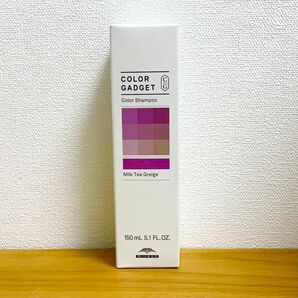 COLOR
GADGET
Color Shampoo
Milk Tea Greige
150 mL 5.1 FL. OZ.